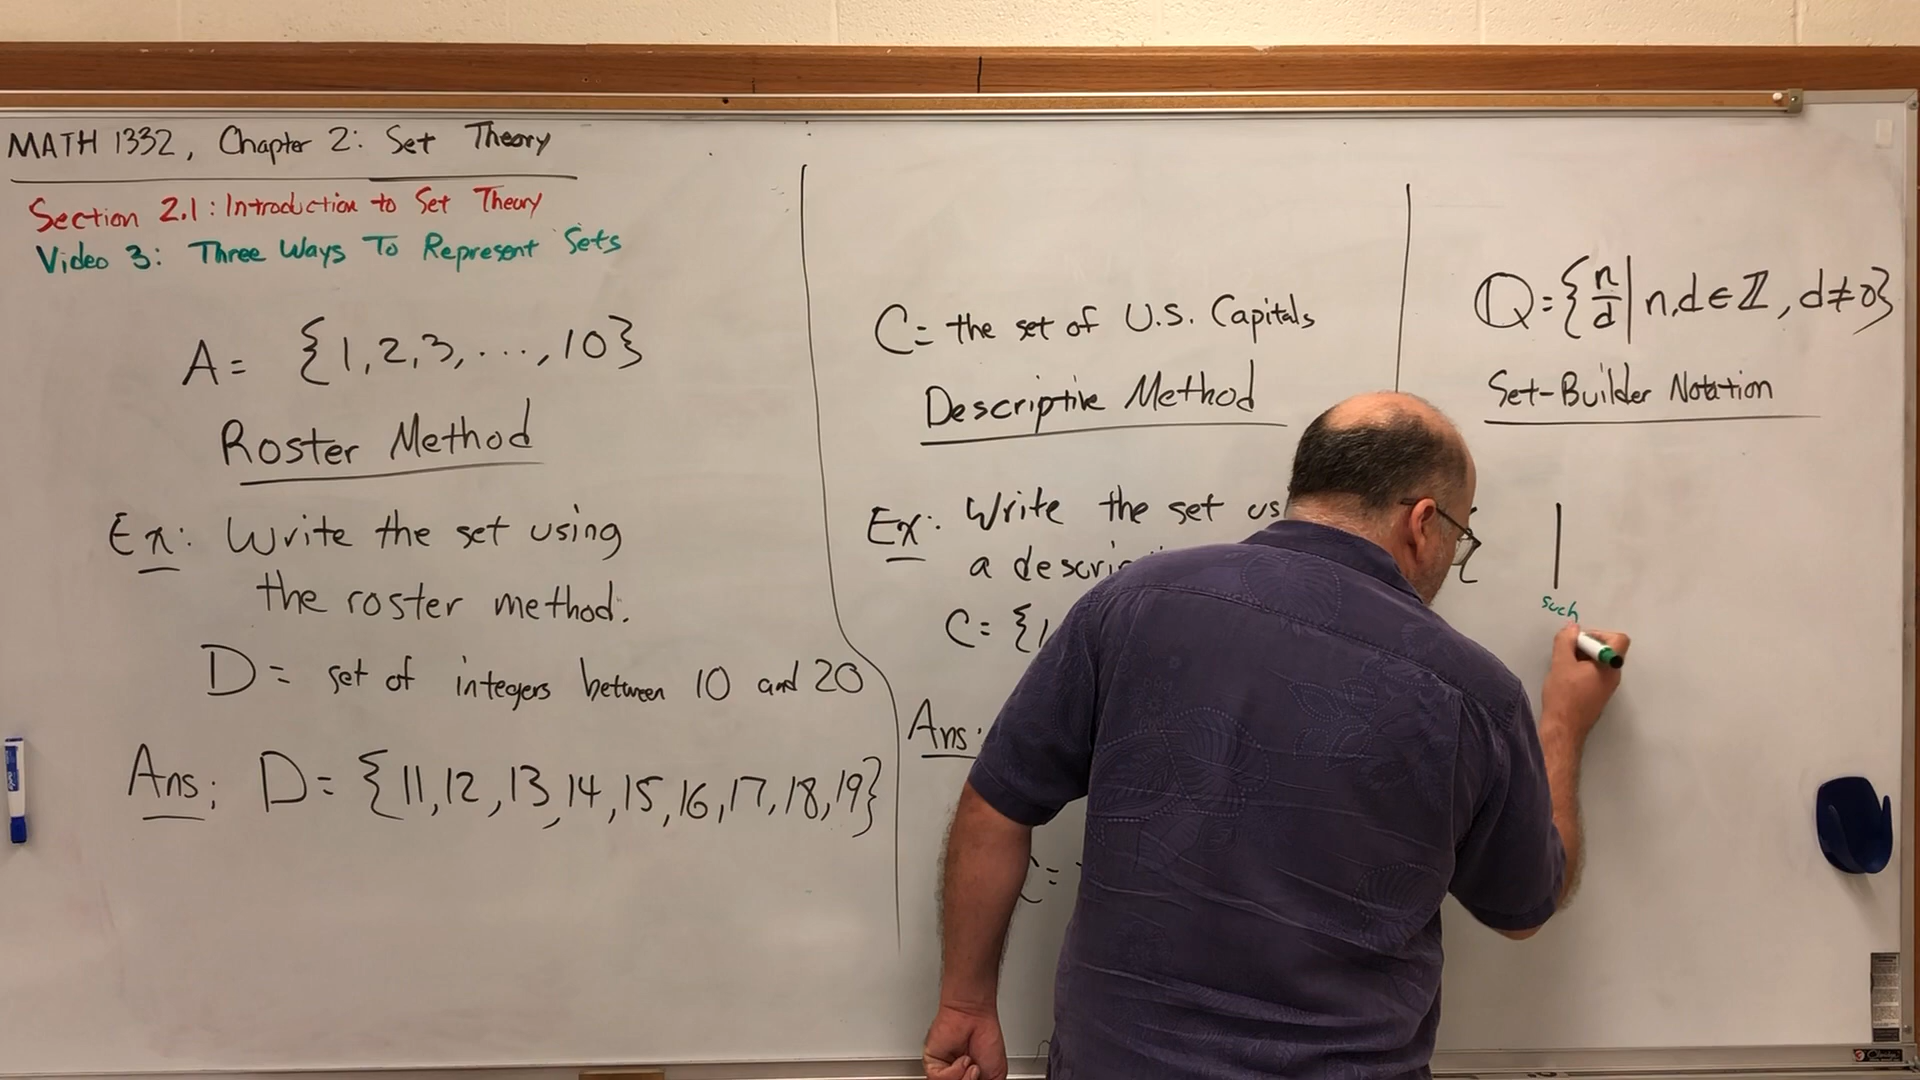 MATH 1332, Chapter 2: Set Theory
Section 2.1: Introduction to Set Theory
Video 3: Three Ways To Represent Sets
A = {1,2,3,...,10}
Roster Method
Ex: Write the set using
the roster method.
D = set of integers between 10 and 20
Ans: D = {11,12,13,14,15,16,17,18,19}
C = the set of U.S. Capitals
Descriptive Method
Ex: Write the set
a
C = {1,
Ans:
C =
ℚ = {n/d | n,d ∈ ℤ, d ≠ 0}
Set-Builder Notation
{ |
such